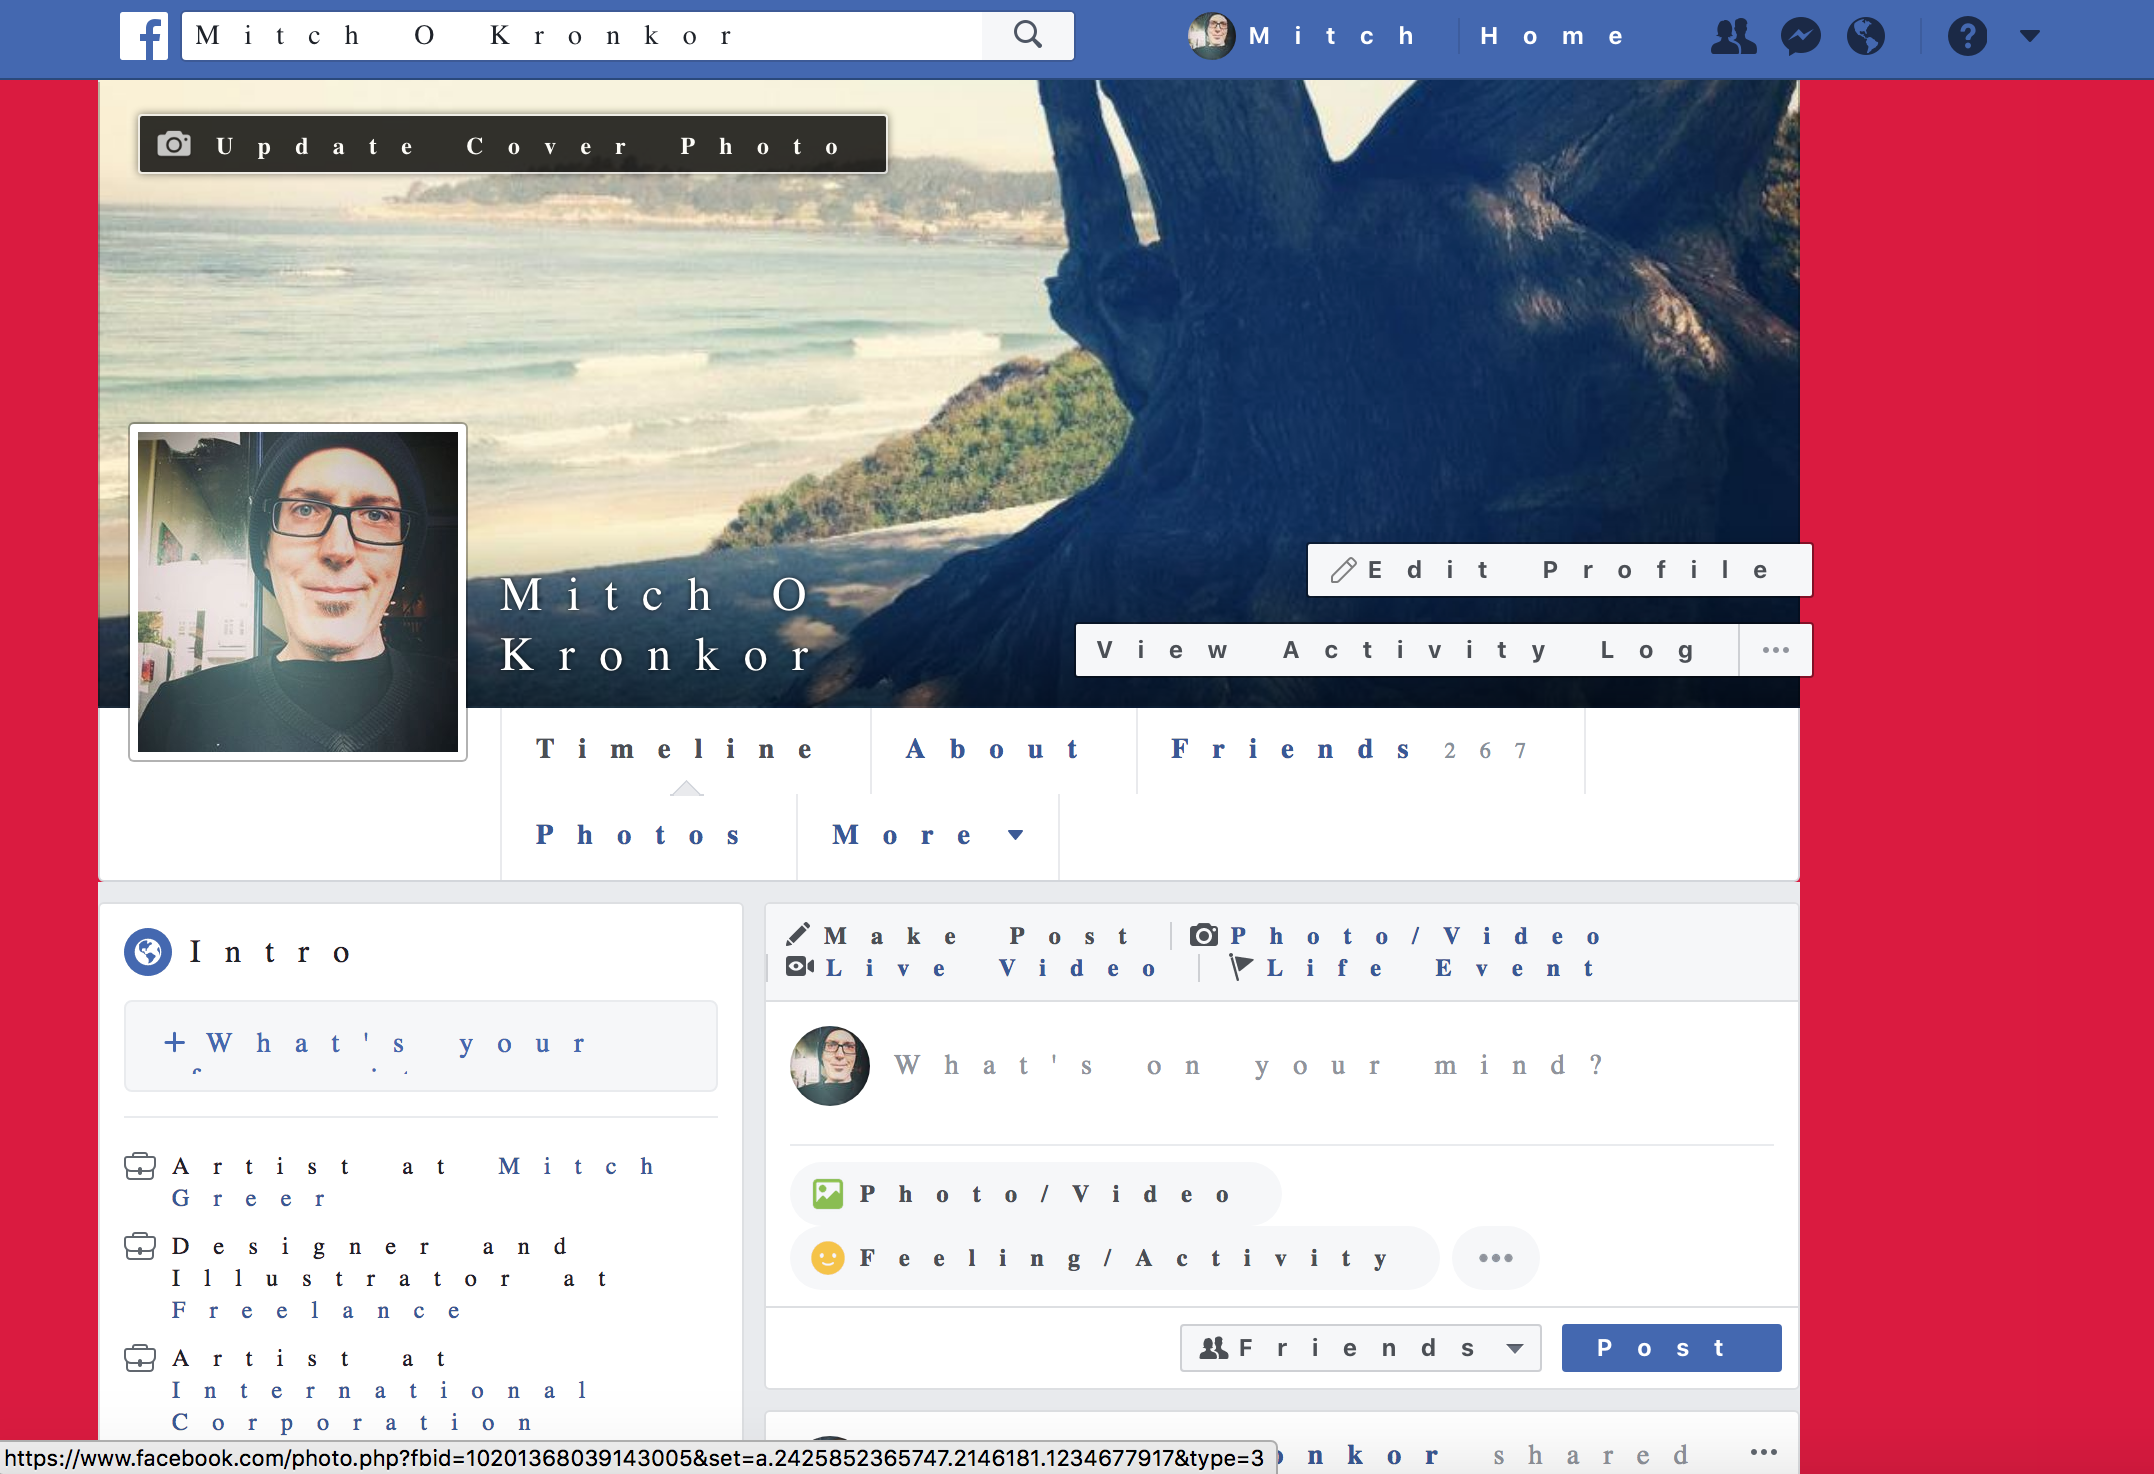 Mitch O Kronkor
Mitch Home
Update Cover Photo
Edit Profile
Mitch O
Kronkor
View Activity Log
Timeline About Friends 267
Photos More
Intro
+ What's your
Artist at Mitch
Greer
Designer and
Illustrator at
Freelance
Artist at
International
Corporation
Make Post Photo/Video
Live Video Life Event
What's on your mind?
Photo/Video
Feeling/Activity
Friends Post
onkor shared
https://www.facebook.com/photo.php?fbid=10201368039143005&set=a.2425852365747.2146181.1234677917&type=3